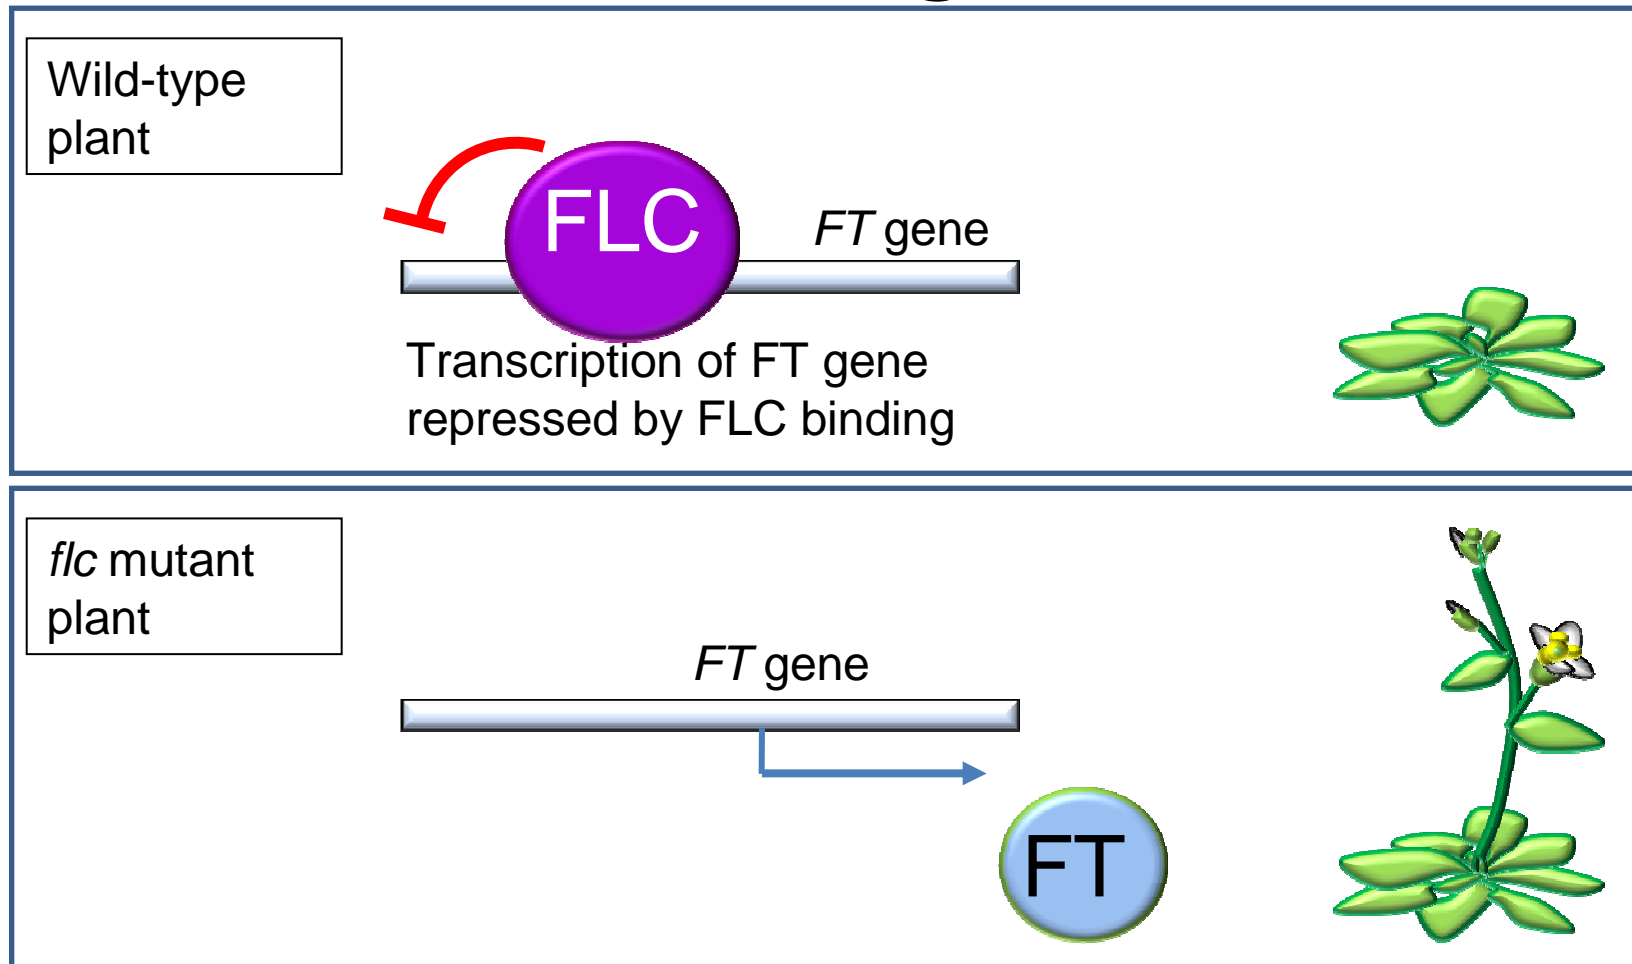 Wild-type
plant
FLC
FT gene
Transcription of FT gene
repressed by FLC binding
flc mutant
plant
FT gene
FT